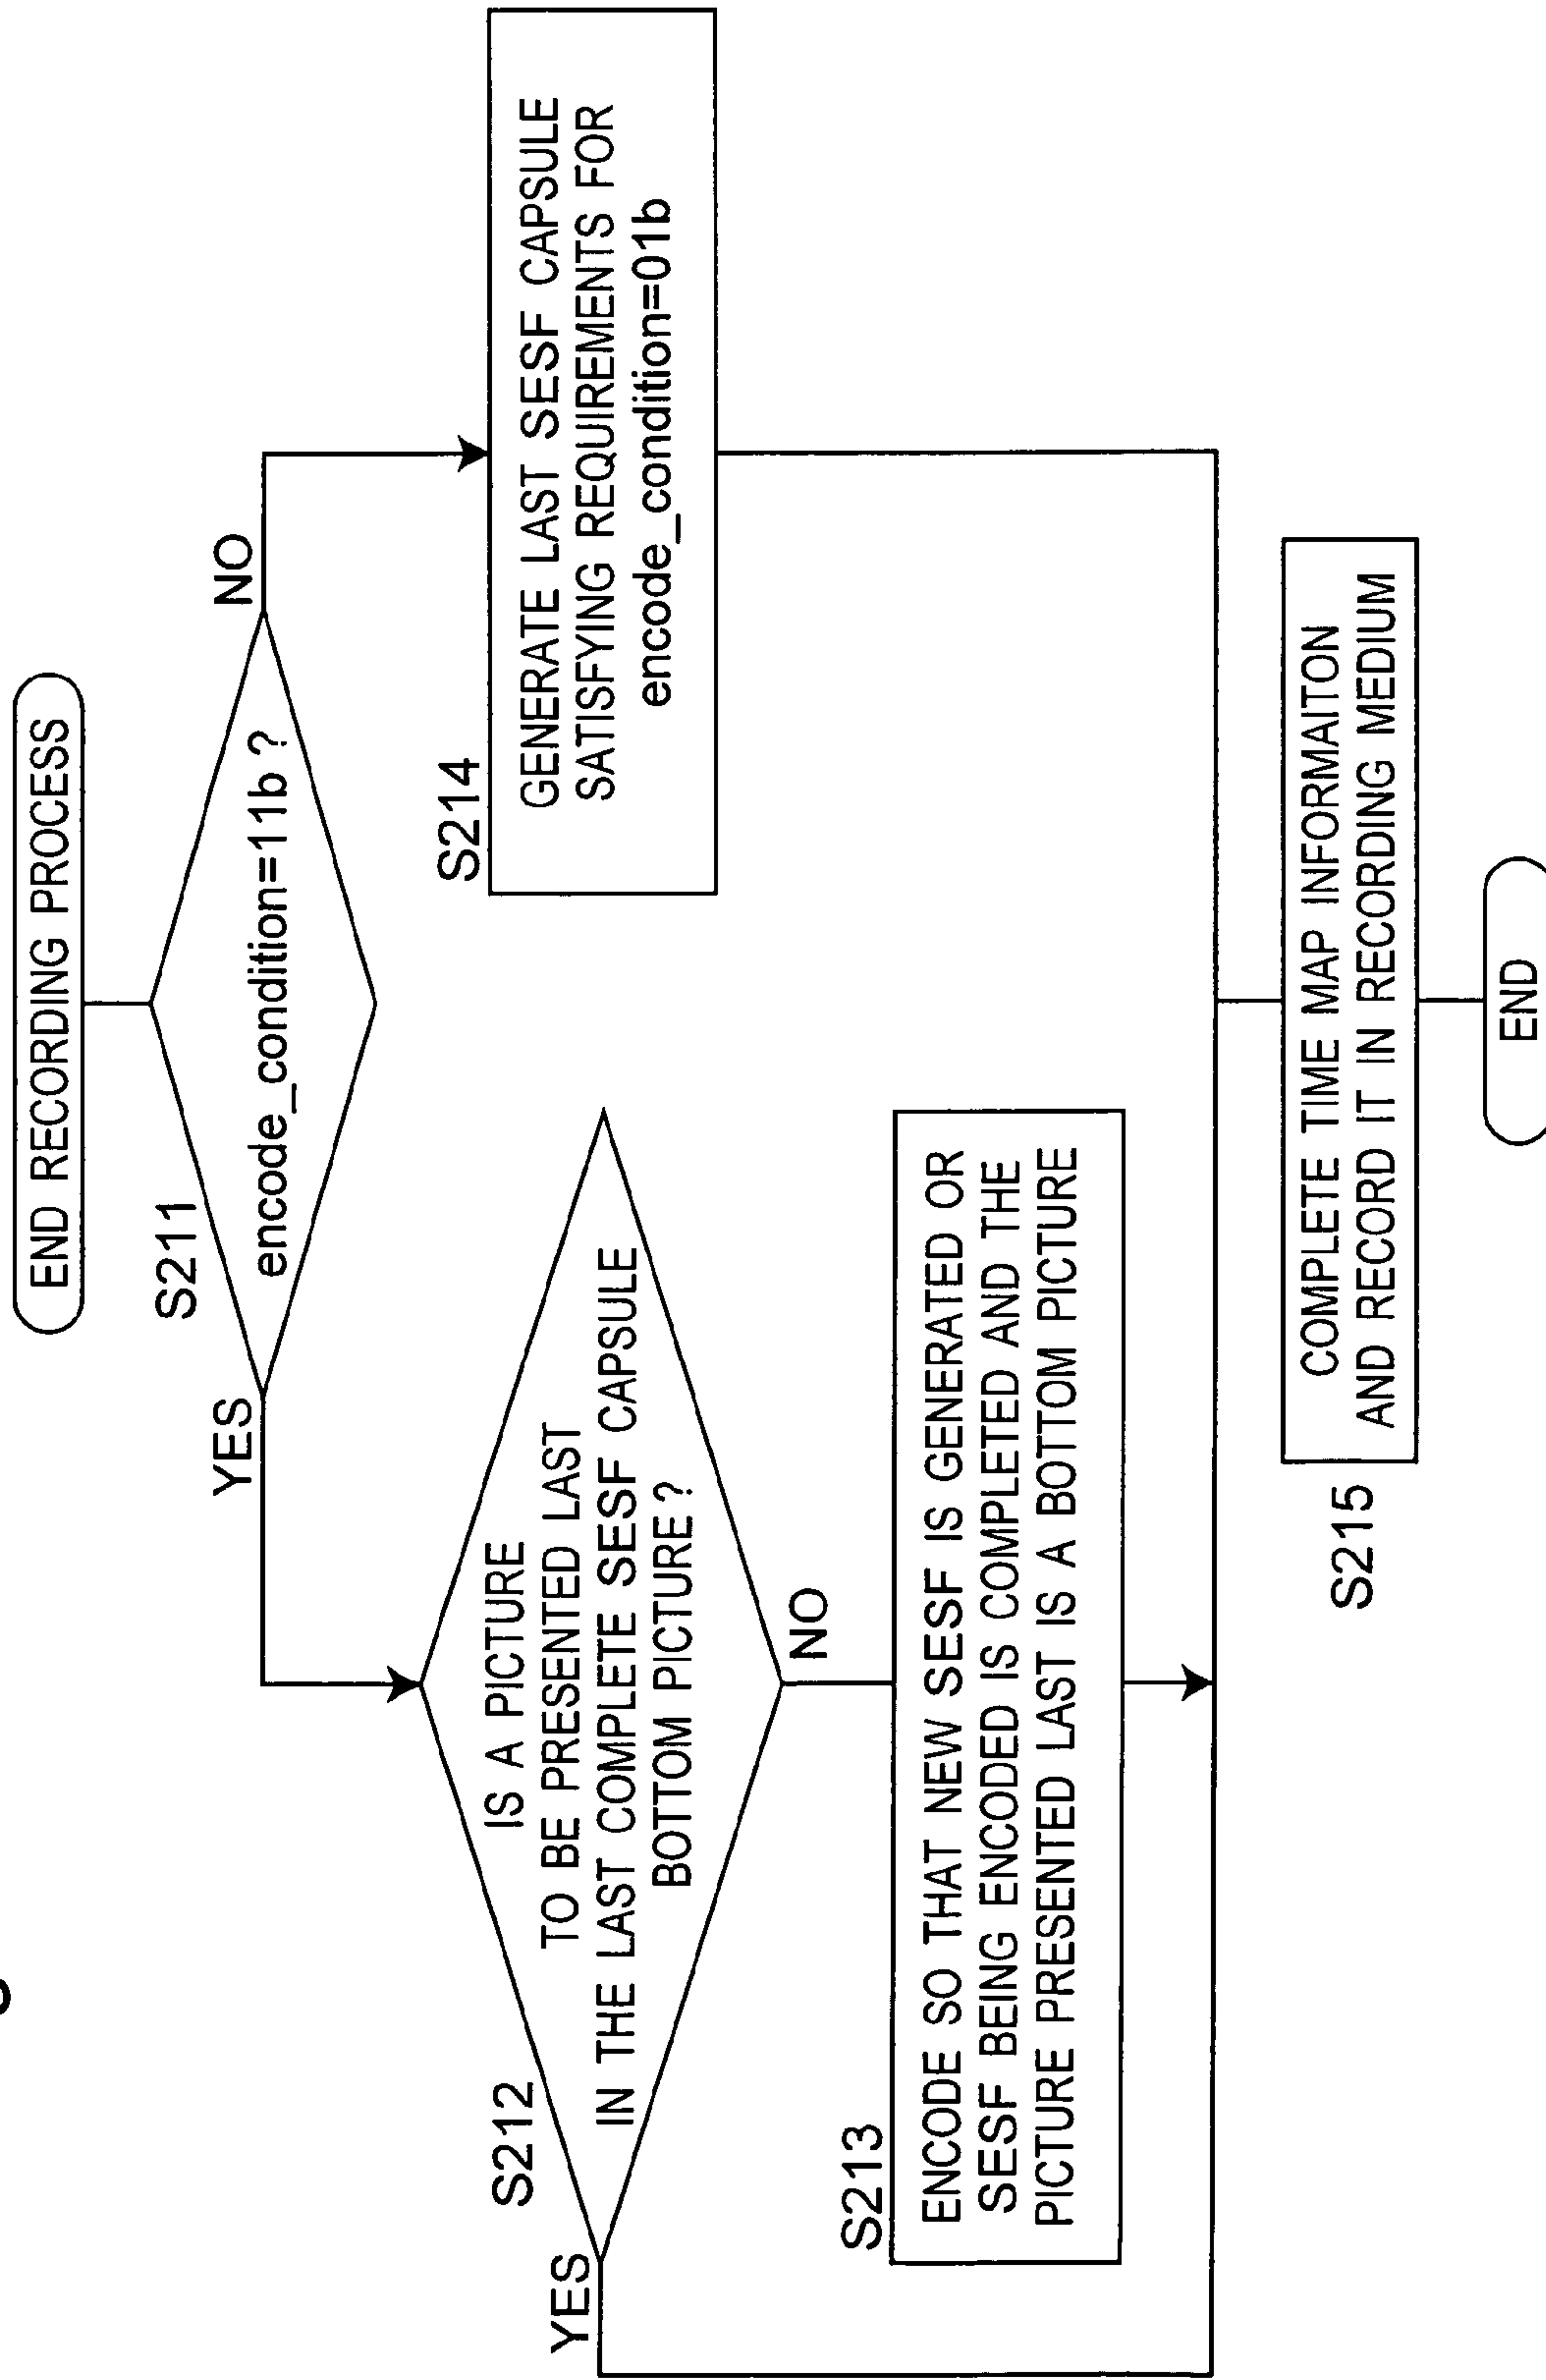 END RECORDING PROCESS
S211
encode_condition=11b ?
YES
NO
S212
IS A PICTURE
TO BE PRESENTED LAST
IN THE LAST COMPLETE SESF CAPSULE
BOTTOM PICTURE ?
YES
NO
S214
GENERATE LAST SESF CAPSULE
SATISFYING REQUIREMENTS FOR
encode_condition=01b
S213
ENCODE SO THAT NEW SESF IS GENERATED OR
SESF BEING ENCODED IS COMPLETED AND THE
PICTURE PRESENTED LAST IS A BOTTOM PICTURE
S215
COMPLETE TIME MAP INFORMAITON
AND RECORD IT IN RECORDING MEDIUM
END